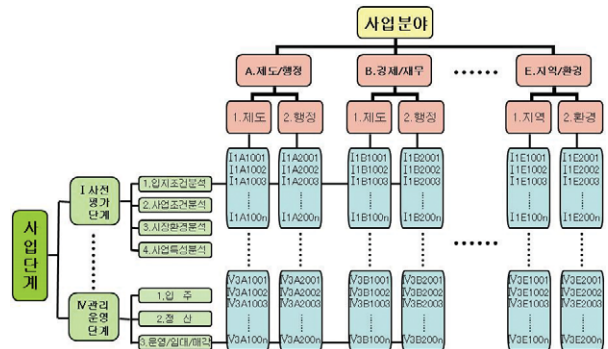 사업분야
A.제도/행정
B.경제/재무
E.지역/환경
1.제도
2.행정
1.제도
2.행정
1.지역
2.환경
사업단계
Ⅰ사전
평가
단계
1.입지조건분석
2.사업조건분석
3.시장환경분석
4.사업특성분석
Ⅰ1A1001
Ⅰ1A1002
Ⅰ1A1003
Ⅰ1A100n
Ⅰ1A2001
Ⅰ1A2002
Ⅰ1A2003
Ⅰ1A200n
Ⅰ1B1001
Ⅰ1B1002
Ⅰ1B1003
Ⅰ1B100n
Ⅰ1B2001
Ⅰ1B2002
Ⅰ1B2003
Ⅰ1B200n
Ⅰ1E1001
Ⅰ1E1002
Ⅰ1E1003
Ⅰ1E100n
Ⅰ1E2001
Ⅰ1E2002
Ⅰ1E2003
Ⅰ1E200n
Ⅳ관리
운영
단계
1.입 주
2.정 산
3.운영/임대/매각
Ⅳ3A1001
Ⅳ3A1002
Ⅳ3A1003
Ⅳ3A100n
Ⅳ3A2001
Ⅳ3A2002
Ⅳ3A2003
Ⅳ3A200n
Ⅳ3B1001
Ⅳ3B1002
Ⅳ3B1003
Ⅳ3B100n
Ⅳ3B2001
Ⅳ3B2002
Ⅳ3B2003
Ⅳ3B200n
Ⅳ3E1001
Ⅳ3E1002
Ⅳ3E1003
Ⅳ3E100n
Ⅳ3E2001
Ⅳ3E2002
Ⅳ3E2003
Ⅳ3E200n